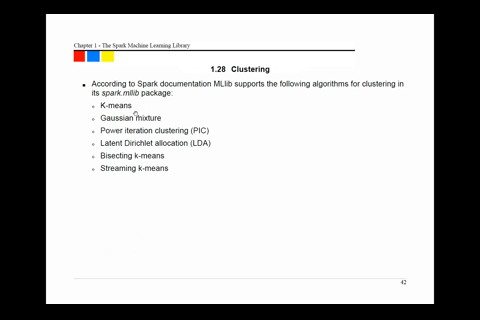 Chapter 1 - The Spark Machine Learning Library
1.28 Clustering
According to Spark documentation MLlib supports the following algorithms for clustering in
its spark.mllib package:
K-means
Gaussian mixture
Power iteration clustering (PIC)
Latent Dirichlet allocation (LDA)
Bisecting k-means
Streaming k-means
42